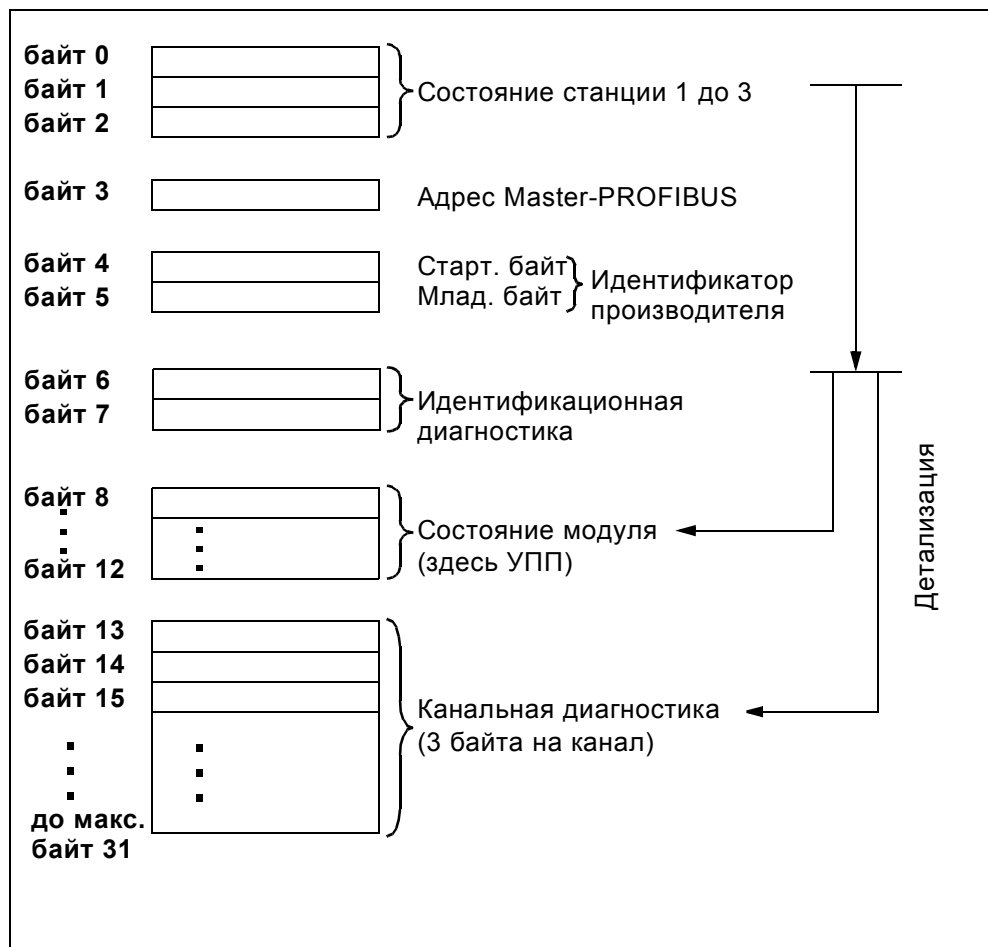 байт 0
байт 1
байт 2
Состояние станции 1 до 3
байт 3
Адрес Master-PROFIBUS
байт 4
байт 5
Старт. байт
Млад. байт
Идентификатор
производителя
байт 6
байт 7
Идентификационная
диагностика
байт 8
байт 12
Состояние модуля
(здесь УПП)
байт 13
байт 14
байт 15
Канальная диагностика
(3 байта на канал)
до макс.
байт 31
Детализация